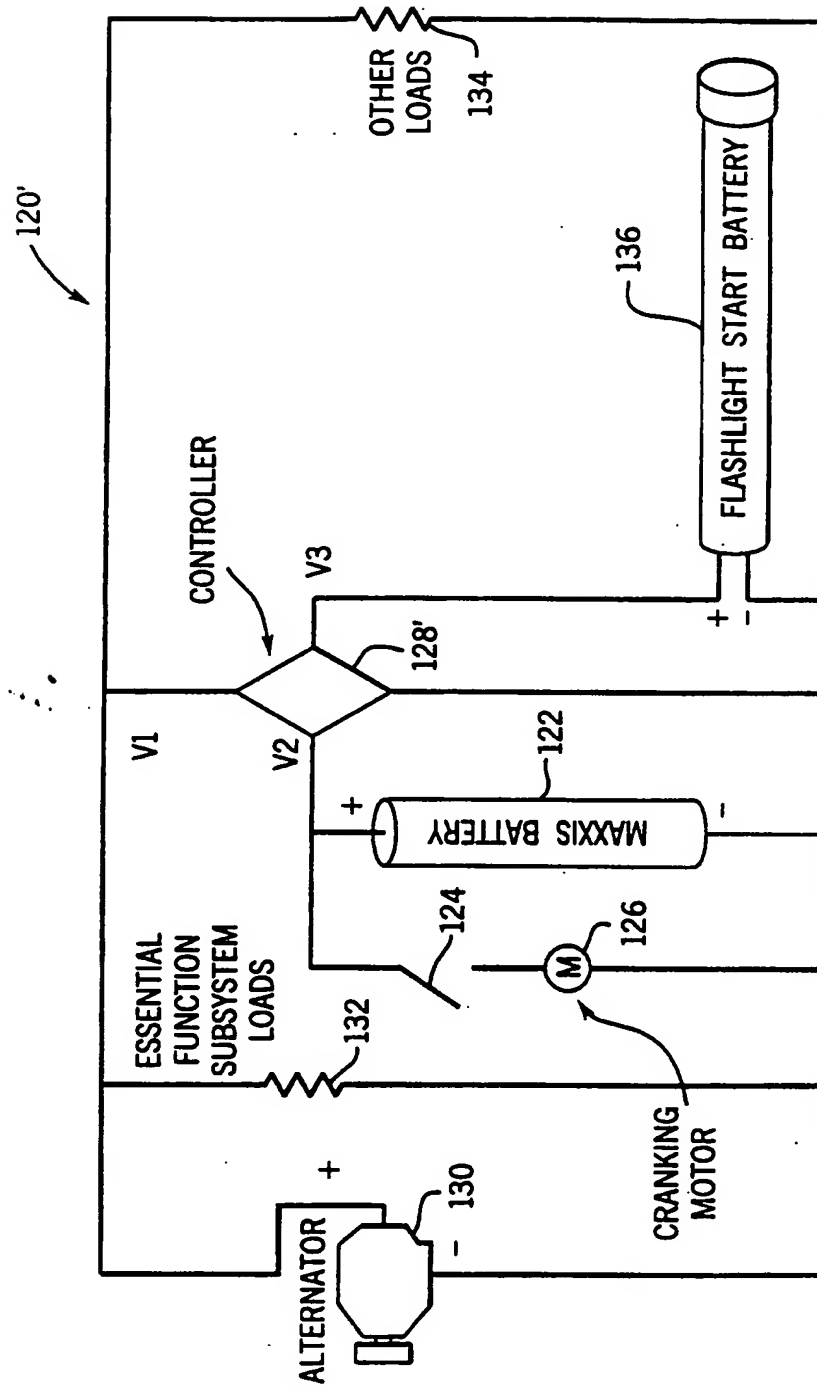 120'
CONTROLLER
V1
V2
V3
128'
OTHER
LOADS
134
ESSENTIAL
FUNCTION
SUBSYSTEM
LOADS
132
ALTERNATOR
+
130
-
124
M
126
CRANKING
MOTOR
+
MAXXIS BATTERY
122
-
+
-
FLASHLIGHT START BATTERY
136